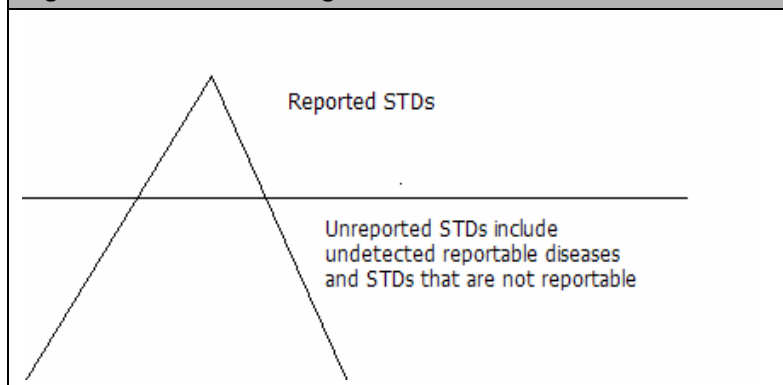 Reported STDs
Unreported STDs include
undetected reportable diseases
and STDs that are not reportable